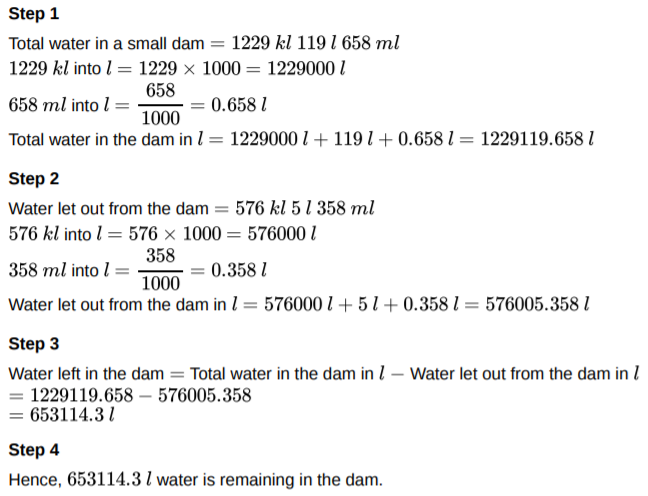 Step 1
Total water in a small dam = 1229 kl 119 l 658 ml
1229 kl into l = 1229 × 1000 = 1229000 l
658 ml into l = 658/1000 = 0.658 l
Total water in the dam in l = 1229000 l + 119 l + 0.658 l = 1229119.658 l
Step 2
Water let out from the dam = 576 kl 5 l 358 ml
576 kl into l = 576 × 1000 = 576000 l
358 ml into l = 358/1000 = 0.358 l
Water let out from the dam in l = 576000 l + 5 l + 0.358 l = 576005.358 l
Step 3
Water left in the dam = Total water in the dam in l − Water let out from the dam in l
= 1229119.658 − 576005.358
= 653114.3 l
Step 4
Hence, 653114.3 l water is remaining in the dam.